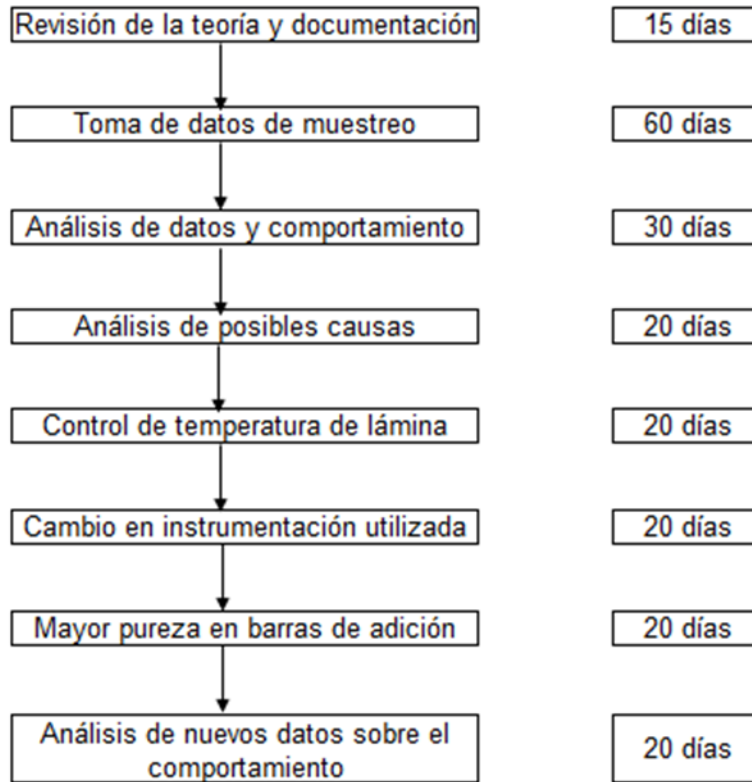 Revisión de la teoría y documentación
15 días
Toma de datos de muestreo
60 días
Análisis de datos y comportamiento
30 días
Análisis de posibles causas
20 días
Control de temperatura de lámina
20 días
Cambio en instrumentación utilizada
20 días
Mayor pureza en barras de adición
20 días
Análisis de nuevos datos sobre el
comportamiento
20 días